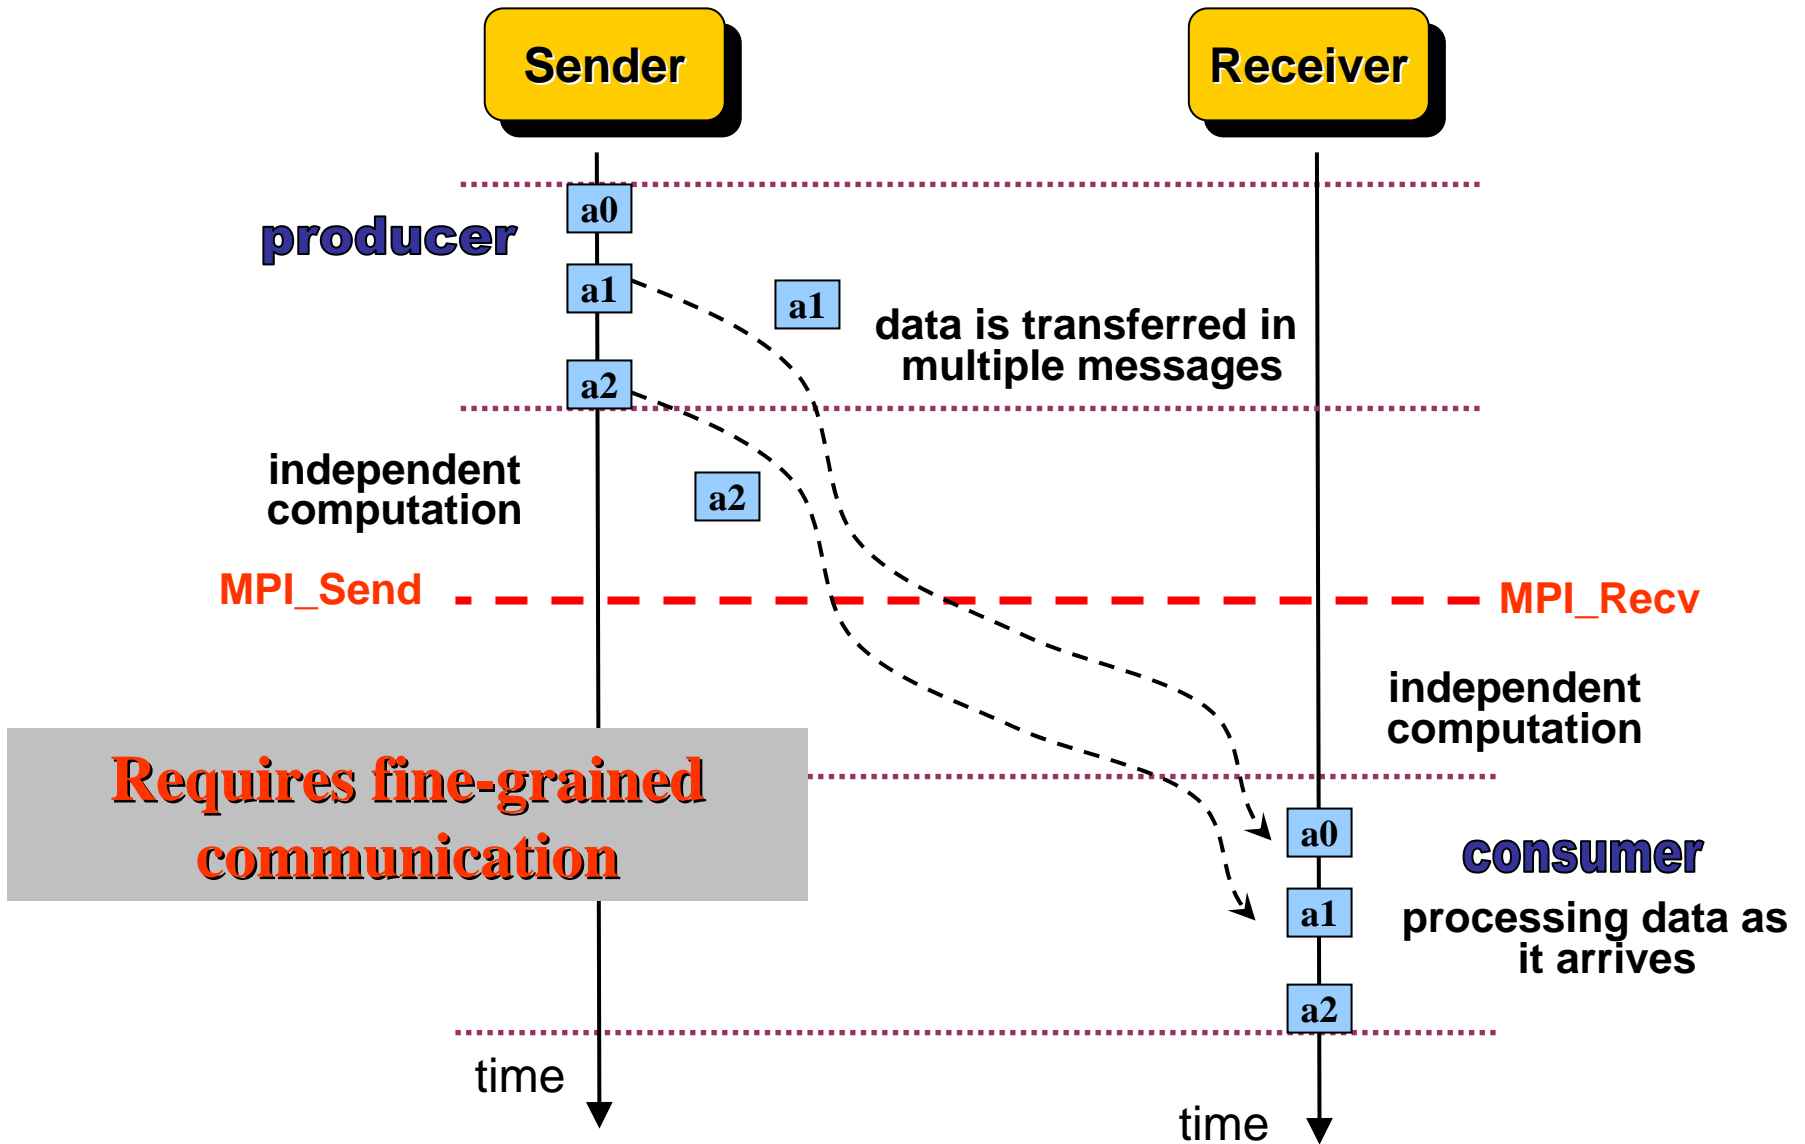 Sender
Receiver
a0
producer
a1
a1
data is transferred in
multiple messages
a2
independent
computation
a2
MPI_Send
MPI_Recv
independent
computation
Requires fine-grained
communication
a0
consumer
a1
processing data as
it arrives
a2
time
time